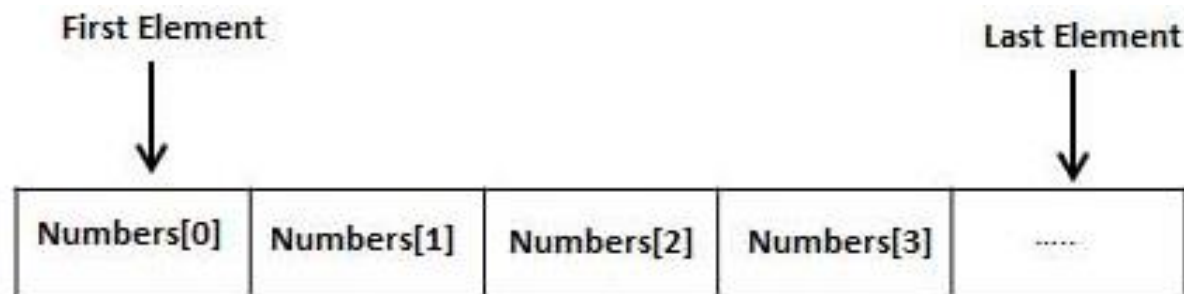 First Element
Last Element
Numbers[0] Numbers[1] Numbers[2] Numbers[3] .....